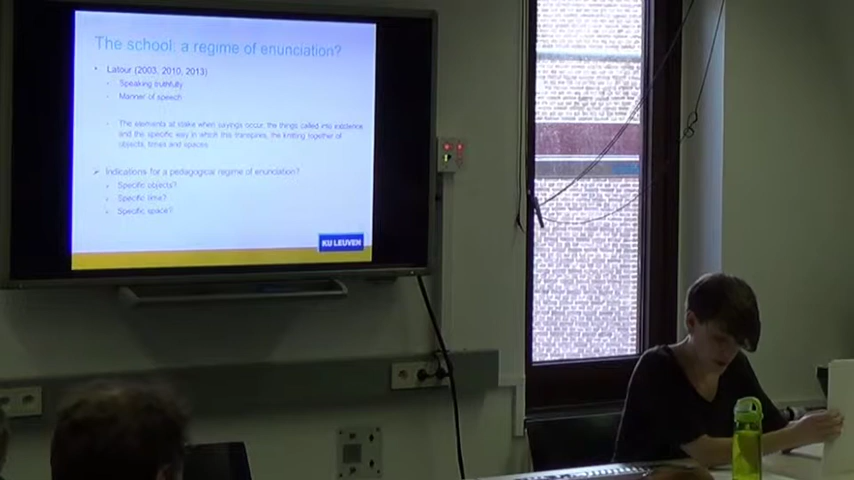 The school: a regime of enunciation?
Latour (2003, 2010, 2013)
Speaking truthfully
Manner of speech
The elements at stake when sayings occur, the things called into existence
and the specific way in which this transpires, the knitting together of
objects, times and spaces.
Indications for a pedagogical regime of enunciation?
Specific objects?
Specific time?
Specific space?
KU LEUVEN